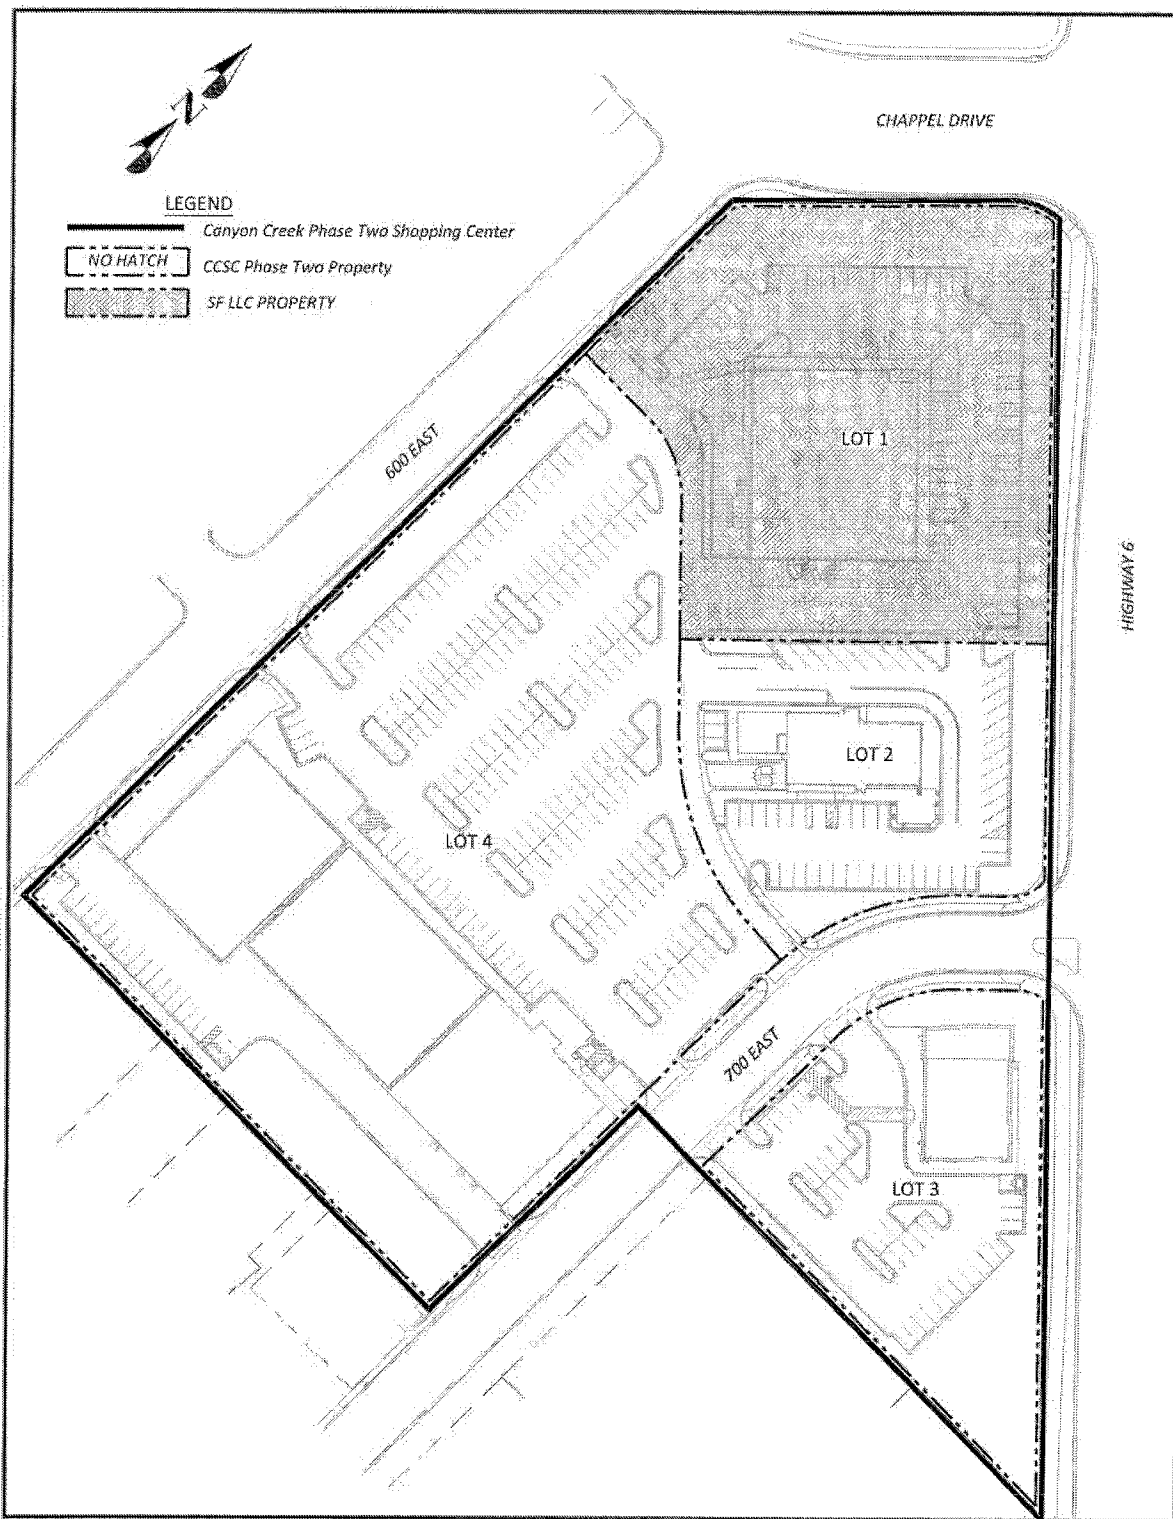 CHAPPEL DRIVE
N
LEGEND
Canyon Creek Phase Two Shopping Center
NO HATCH
CCSC Phase Two Property
SF LLC PROPERTY
600 EAST
LOT 1
HIGHWAY 6
LOT 2
LOT 4
700 EAST
LOT 3